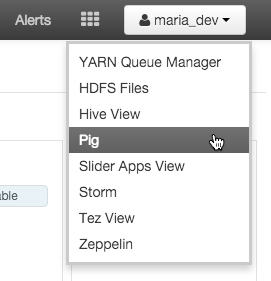 Alerts
maria_dev
YARN Queue Manager
HDFS Files
Hive View
Pig
Slider Apps View
Storm
Tez View
Zeppelin
able